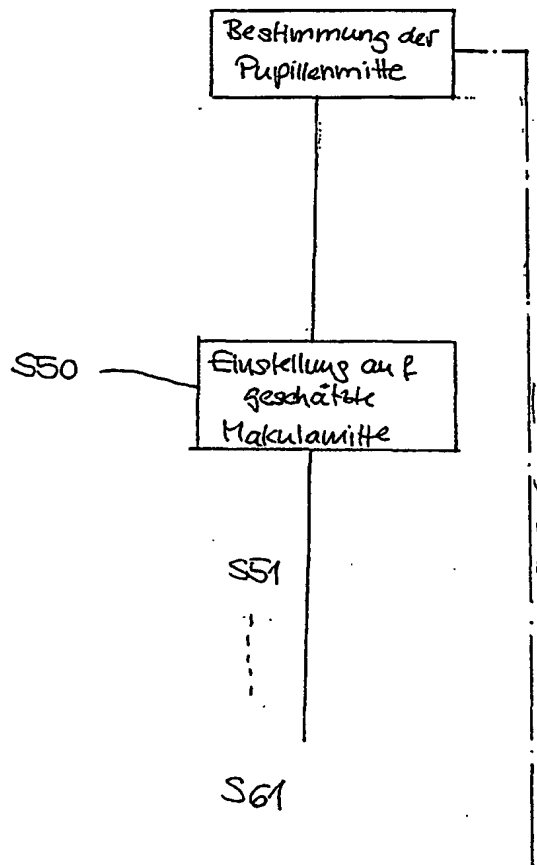 Bestimmung der
Pupillenmitte
S50
Einstellung auf
geschätzte
Makulamitte
S51
S61